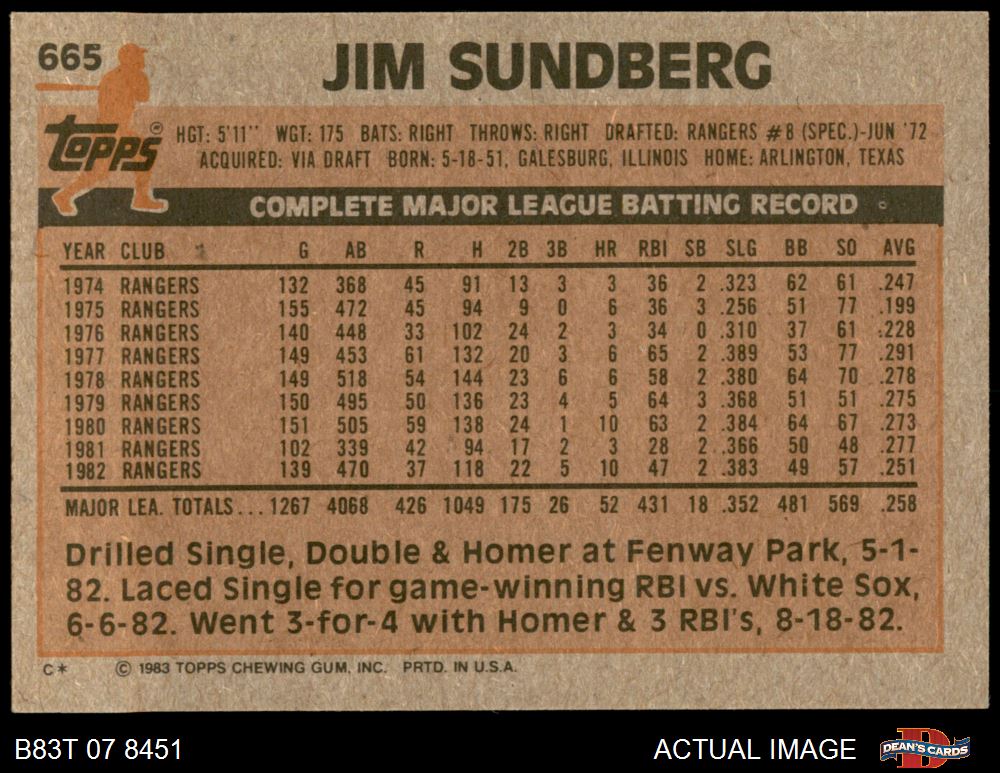 665
JIM SUNDBERG
TOPPS ®
HGT: 5'11'' WGT: 175 BATS: RIGHT THROWS: RIGHT DRAFTED: RANGERS #8 (SPEC.)-JUN '72
ACQUIRED: VIA DRAFT BORN: 5-18-51, GALESBURG, ILLINOIS HOME: ARLINGTON, TEXAS
COMPLETE MAJOR LEAGUE BATTING RECORD
YEAR CLUB G AB R H 2B 3B HR RBI SB SLG BB SO AVG
1974 RANGERS 132 368 45 91 13 3 3 36 2 .323 62 61 .247
1975 RANGERS 155 472 45 94 9 0 6 36 3 .256 51 77 .199
1976 RANGERS 140 448 33 102 24 2 3 34 0 .310 37 61 .228
1977 RANGERS 149 453 61 132 20 3 6 65 2 .389 53 77 .291
1978 RANGERS 149 518 54 144 23 6 6 58 2 .380 64 70 .278
1979 RANGERS 150 495 50 136 23 4 5 64 3 .368 51 51 .275
1980 RANGERS 151 505 59 138 24 1 10 63 2 .384 64 67 .273
1981 RANGERS 102 339 42 94 17 2 3 28 2 .366 50 48 .277
1982 RANGERS 139 470 37 118 22 5 10 47 2 .383 49 57 .251
MAJOR LEA. TOTALS... 1267 4068 426 1049 175 26 52 431 18 .352 481 569 .258
Drilled Single, Double & Homer at Fenway Park, 5-1-
82. Laced Single for game-winning RBI vs. White Sox,
6-6-82. Went 3-for-4 with Homer & 3 RBI's, 8-18-82.
C* © 1983 TOPPS CHEWING GUM, INC. PRTD. IN U.S.A.
B83T 07 8451 ACTUAL IMAGE DEAN'S CARDS